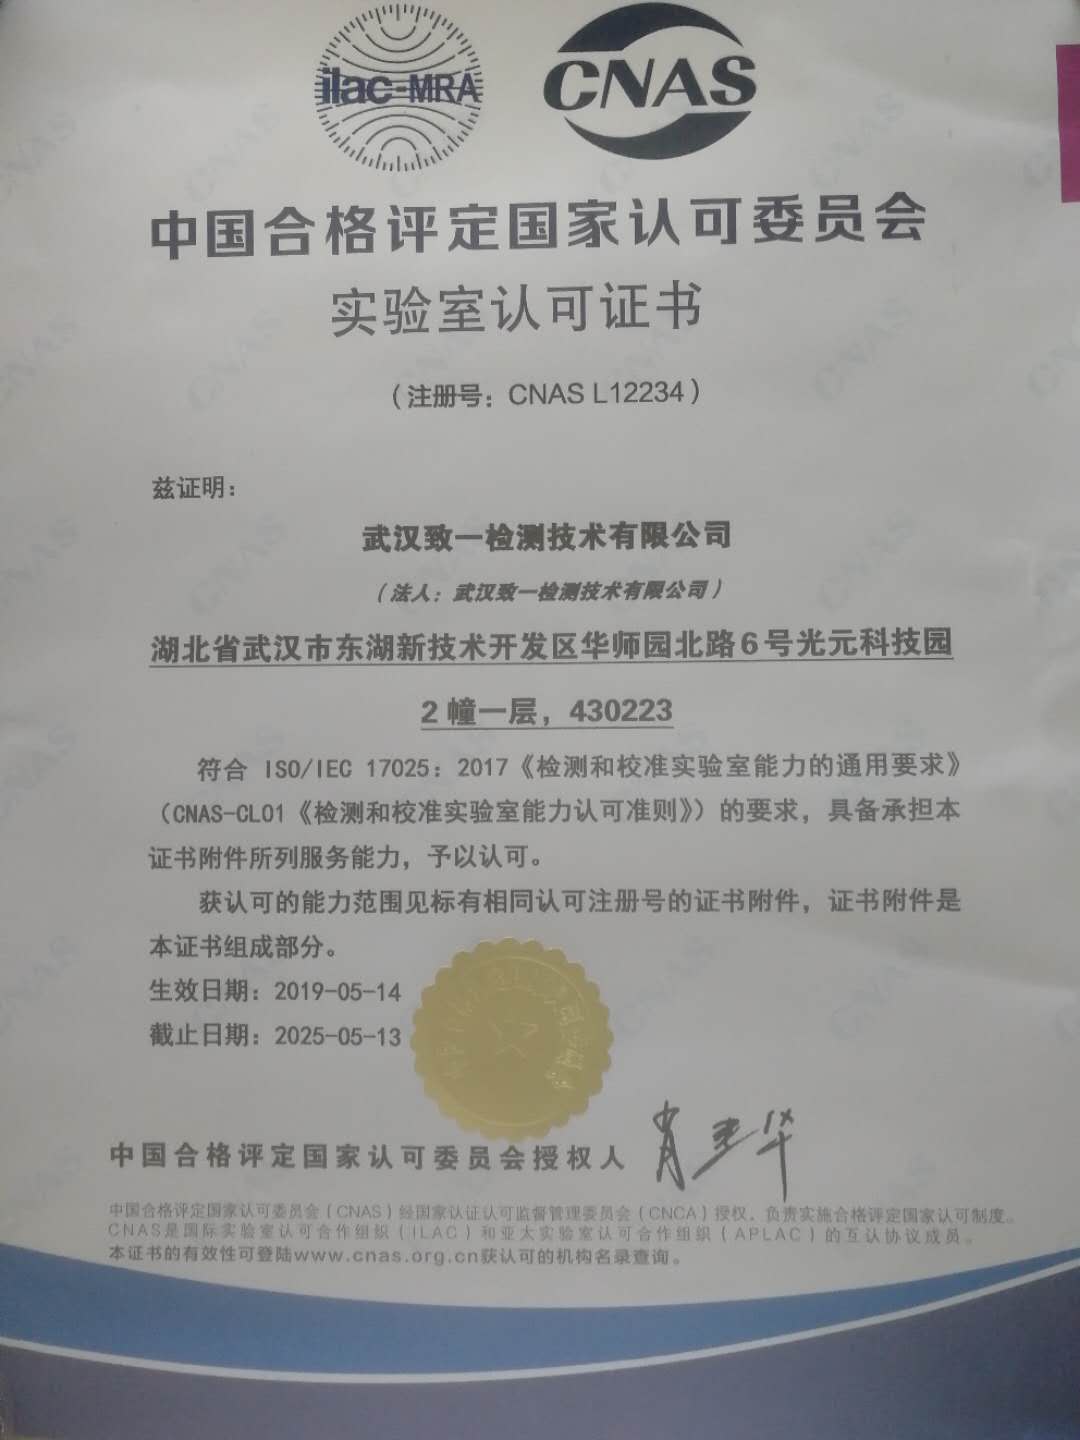 ilac-MRA
CNAS
中国合格评定国家认可委员会
实验室认可证书
（注册号：CNAS L12234）
兹证明：
武汉致一检测技术有限公司
（法人：武汉致一检测技术有限公司）
湖北省武汉市东湖新技术开发区华师园北路6号光元科技园
2幢一层，430223
符合 ISO/IEC 17025：2017《检测和校准实验室能力的通用要求》
（CNAS-CL01《检测和校准实验室能力认可准则》）的要求，具备承担本
证书附件所列服务能力，予以认可。
获认可的能力范围见标有相同认可注册号的证书附件，证书附件是
本证书组成部分。
生效日期：2019-05-14
截止日期：2025-05-13
中国合格评定国家认可委员会授权人
中国合格评定国家认可委员会（CNAS）经国家认证认可监督管理委员会（CNCA）授权，负责实施合格评定国家认可制度。
CNAS是国际实验室认可合作组织（ILAC）和亚太实验室认可合作组织（APLAC）的互认协议成员。
本证书的有效性可登陆www.cnas.org.cn获认可的机构名录查询。